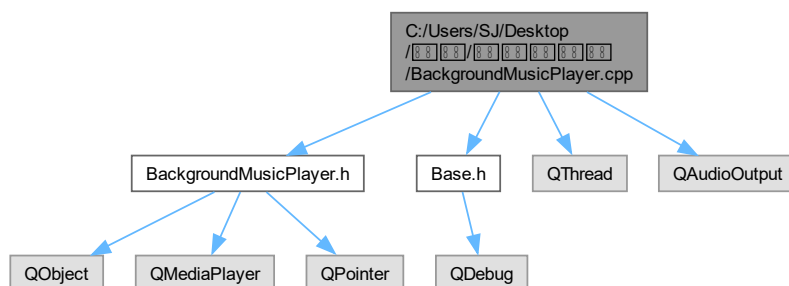 C:/Users/SJ/Desktop
/BackgroundMusicPlayer.cpp
BackgroundMusicPlayer.h
Base.h
QThread
QAudioOutput
QObject
QMediaPlayer
QPointer
QDebug